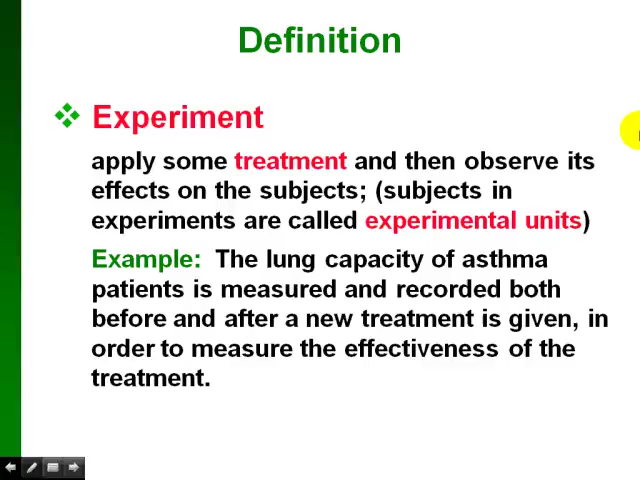 Definition
Experiment
apply some treatment and then observe its
effects on the subjects; (subjects in
experiments are called experimental units)
Example: The lung capacity of asthma
patients is measured and recorded both
before and after a new treatment is given, in
order to measure the effectiveness of the
treatment.